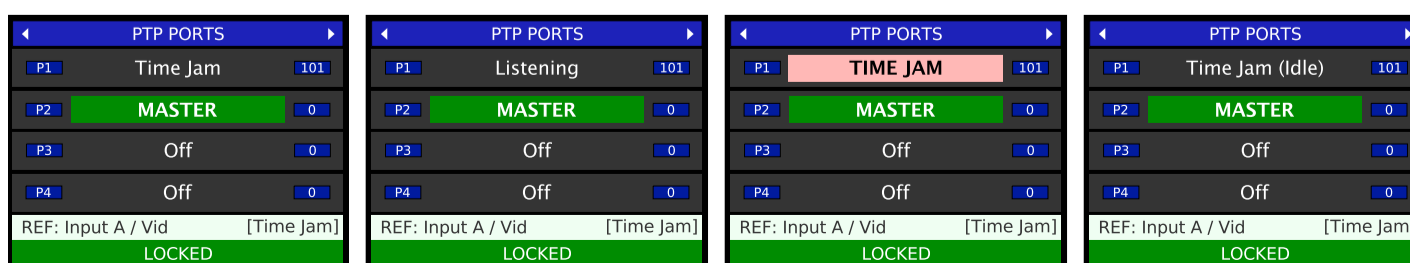 PTP PORTS
P1 Time Jam 101
P2 MASTER 0
P3 Off 0
P4 Off 0
REF: Input A / Vid [Time Jam]
LOCKED
PTP PORTS
P1 Listening 101
P2 MASTER 0
P3 Off 0
P4 Off 0
REF: Input A / Vid [Time Jam]
LOCKED
PTP PORTS
P1 TIME JAM 101
P2 MASTER 0
P3 Off 0
P4 Off 0
REF: Input A / Vid [Time Jam]
LOCKED
PTP PORTS
P1 Time Jam (Idle) 101
P2 MASTER 0
P3 Off 0
P4 Off 0
REF: Input A / Vid [Time Jam
LOCKED